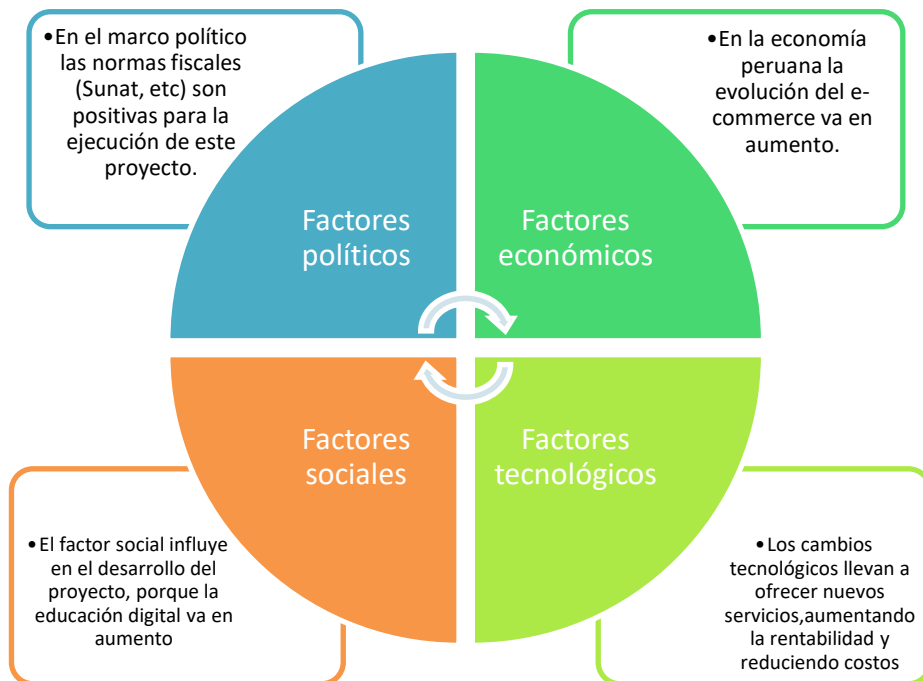 •En el marco político
las normas fiscales
(Sunat, etc) son
positivas para la
ejecución de este
proyecto.
•En la economía
peruana la
evolución del e-
commerce va en
aumento.
Factores
políticos
Factores
económicos
Factores
sociales
Factores
tecnológicos
•El factor social influye
en el desarrollo del
proyecto, porque la
educación digital va en
aumento
•Los cambios
tecnológicos llevan a
ofrecer nuevos
servicios,aumentando
la rentabilidad y
reduciendo costos